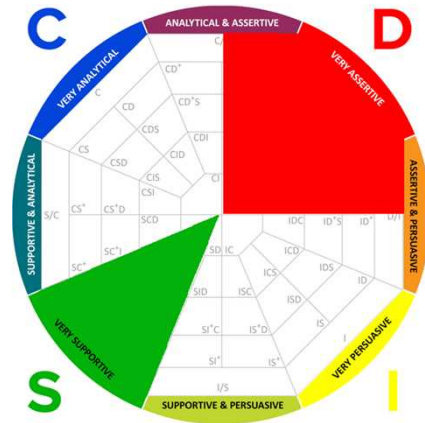 C
D
ANALYTICAL & ASSERTIVE
VERY ANALYTICAL
VERY ASSERTIVE
C/
CD*
C
CD
CD*S
CDS
CDI
CS
CID
CSD
CIS
CI
CSI
SUPPORTIVE & ANALYTICAL
ASSERTIVE & PERSUASIVE
S/C
CS*
CS*D
SCD
IDC
ID*S
ID*
D/I
SC*
SC*I
SD
IC
ICD
ICS
IDS
ID
SID
ISC
ISD
SI*C
IS*D
IS
I
SI*
IS*
VERY SUPPORTIVE
VERY PERSUASIVE
I/S
SUPPORTIVE & PERSUASIVE
S
I